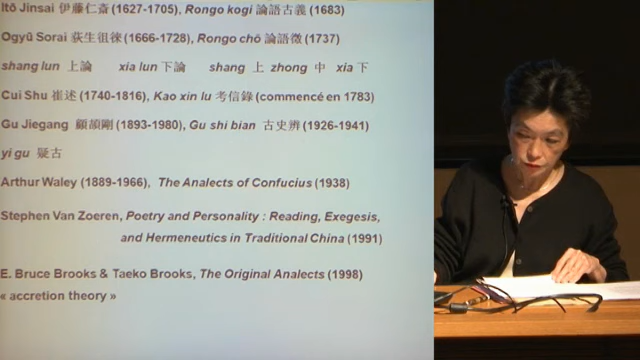 Itō Jinsai 伊藤仁斎 (1627-1705), Rongo kogi 論語古義 (1683)
Ogyû Sorai 荻生徂徠 (1666-1728), Rongo chō 論語徴 (1737)
shang lun 上論 xia lun 下論 shang 上 zhong 中 xia 下
Cui Shu 崔述 (1740-1816), Kao xin lu 考信錄 (commencé en 1783)
Gu Jiegang 顧頡剛 (1893-1980), Gu shi bian 古史辨 (1926-1941)
yi gu 疑古
Arthur Waley (1889-1966), The Analects of Confucius (1938)
Stephen Van Zoeren, Poetry and Personality : Reading, Exegesis,
and Hermeneutics in Traditional China (1991)
E. Bruce Brooks & Taeko Brooks, The Original Analects (1998)
« accretion theory »